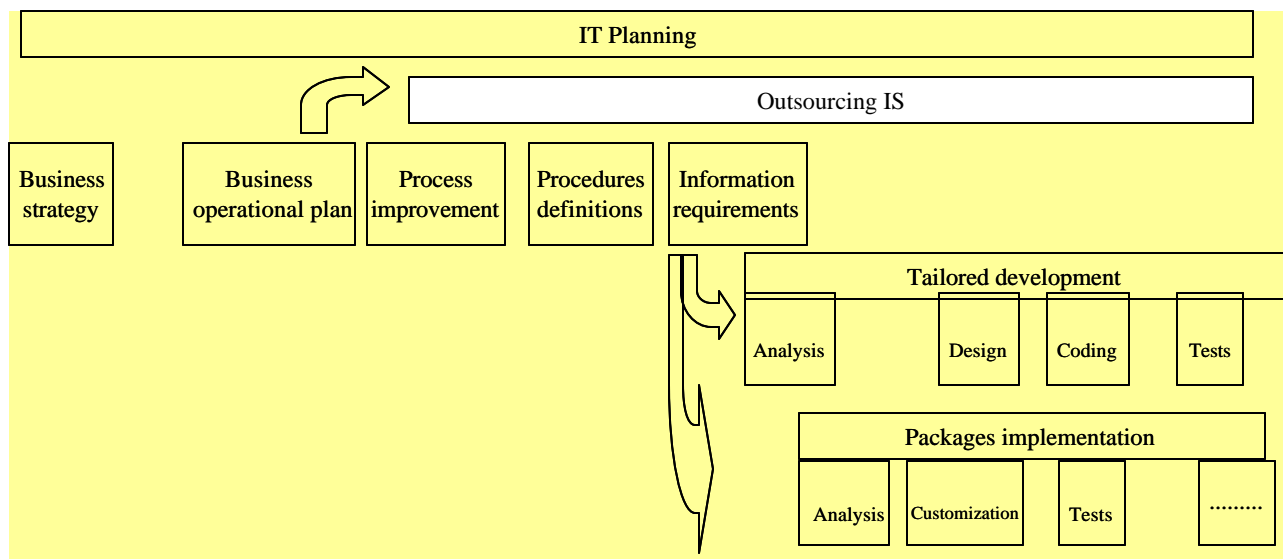 IT Planning
Outsourcing IS
Business
strategy
Business
operational plan
Process
improvement
Procedures
definitions
Information
requirements
Tailored development
Analysis
Design
Coding
Tests
Packages implementation
Analysis
Customization
Tests
.........